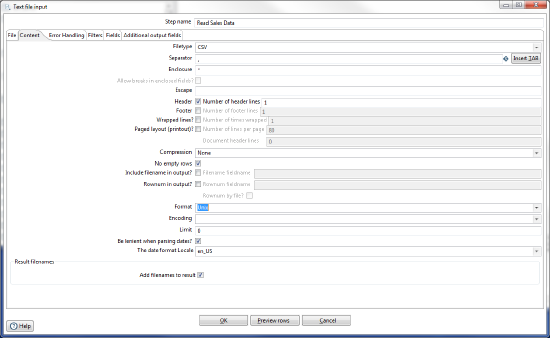 Text file input
Step name Read Sales Data
File Content Error Handling Filters Fields Additional output fields
Filetype CSV
Separator , Insert TAB
Enclosure "
Allow breaks in enclosed fields?
Escape
Header Number of header lines 1
Footer Number of footer lines 1
Wrapped lines? Number of times wrapped 1
Paged layout (printout)? Number of lines per page 80
Document header lines 0
Compression None
No empty rows
Include filename in output? Filename fieldname
Rownum in output? Rownum fieldname
Rownum by file?
Format Unix
Encoding
Limit 0
Be lenient when parsing dates?
The date format Locale en_US
Result filenames
Add filenames to result
OK Preview rows Cancel
Help